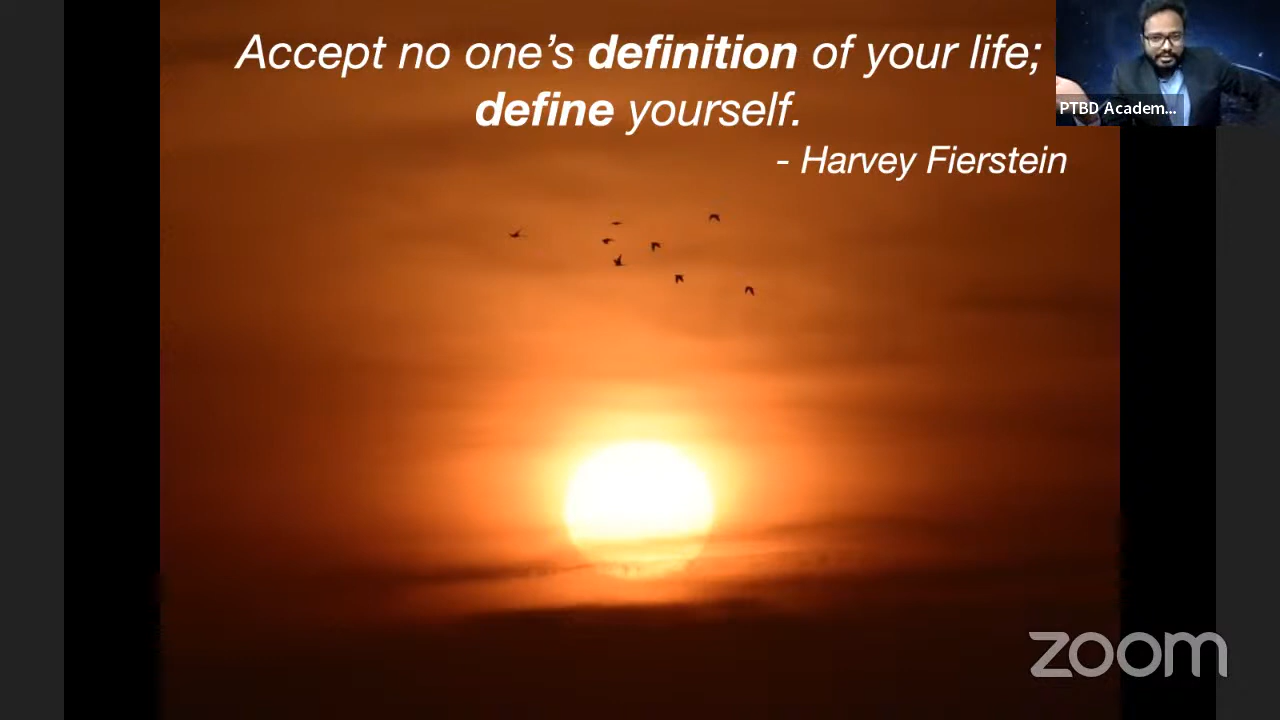 Accept no one’s definition of your life;
define yourself.
- Harvey Fierstein
PTBD Academ...
zoom